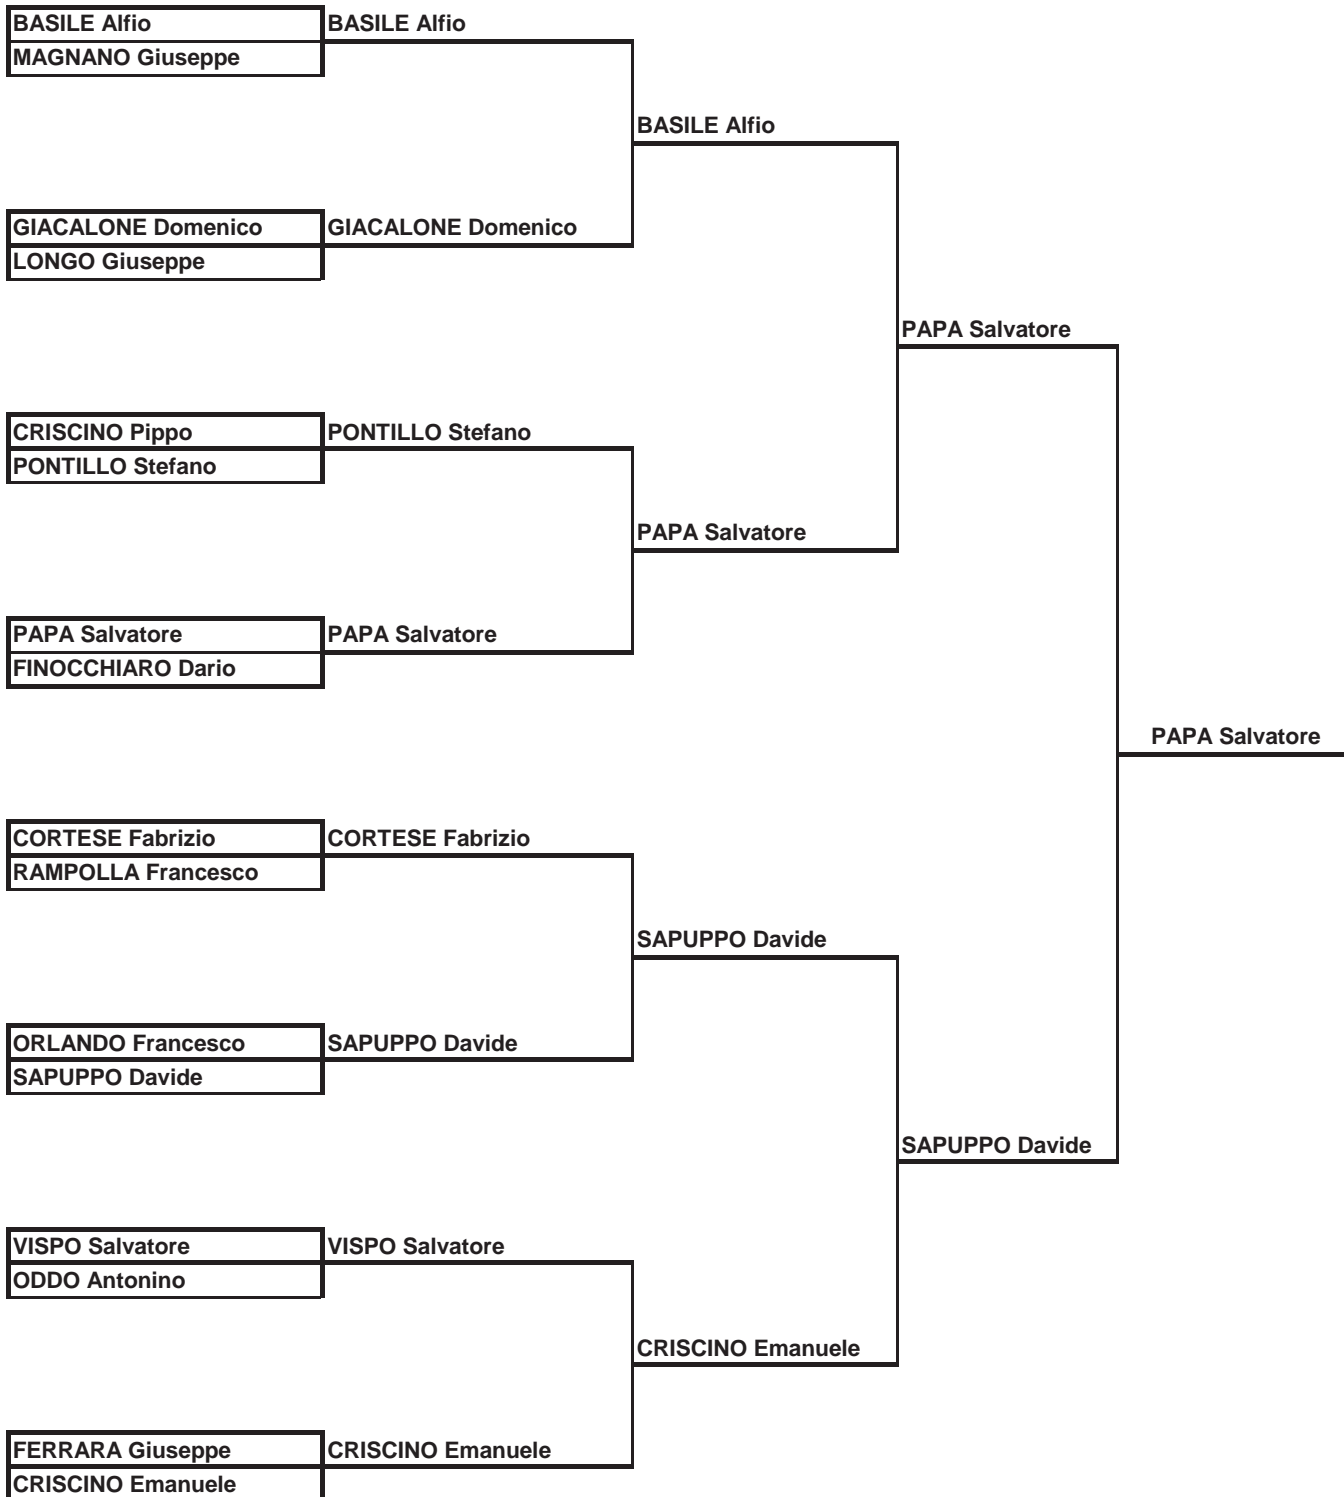 BASILE Alfio
BASILE Alfio
MAGNANO Giuseppe
BASILE Alfio
GIACALONE Domenico
GIACALONE Domenico
LONGO Giuseppe
PAPA Salvatore
CRISCINO Pippo
PONTILLO Stefano
PONTILLO Stefano
PAPA Salvatore
PAPA Salvatore
PAPA Salvatore
FINOCCHIARO Dario
PAPA Salvatore
CORTESE Fabrizio
CORTESE Fabrizio
RAMPOLLA Francesco
SAPUPPO Davide
ORLANDO Francesco
SAPUPPO Davide
SAPUPPO Davide
SAPUPPO Davide
VISPO Salvatore
VISPO Salvatore
ODDO Antonino
CRISCINO Emanuele
FERRARA Giuseppe
CRISCINO Emanuele
CRISCINO Emanuele